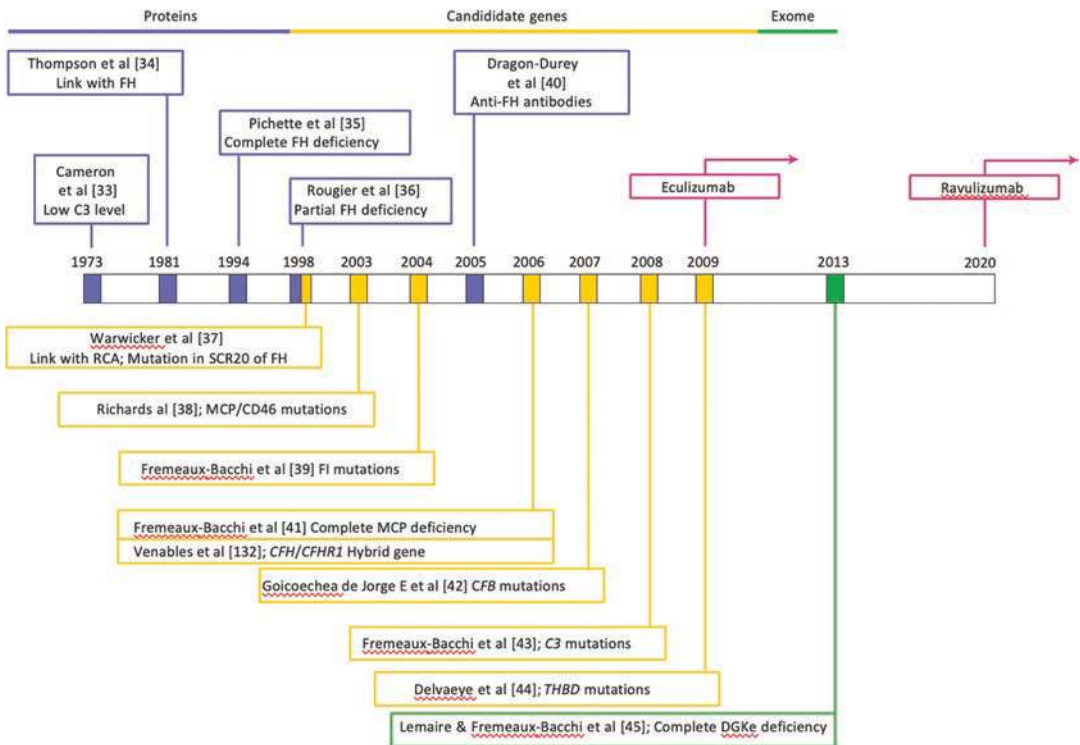 Proteins
Candidate genes
Exome
Thompson et al [34]
Link with FH
Dragon-Durey
et al [40]
Anti-FH antibodies
Pichette et al [35]
Complete FH deficiency
Cameron
et al [33]
Low C3 level
Rougier et al [36]
Partial FH deficiency
Eculizumab
Ravulizumab
1973
1981
1994
1998
2003
2004
2005
2006
2007
2008
2009
2013
2020
Warwicker et al [37]
Link with RCA; Mutation in SCR20 of FH
Richards al [38]; MCP/CD46 mutations
Fremeaux-Bacchi et al [39] FI mutations
Fremeaux-Bacchi et al [41] Complete MCP deficiency
Venables et al [132]; CFH/CFHR1 Hybrid gene
Goicoechea de Jorge E et al [42] CFB mutations
Fremeaux-Bacchi et al [43]; C3 mutations
Delvaeye et al [44]; THBD mutations
Lemaire & Fremeaux-Bacchi et al [45]; Complete DGKe deficiency